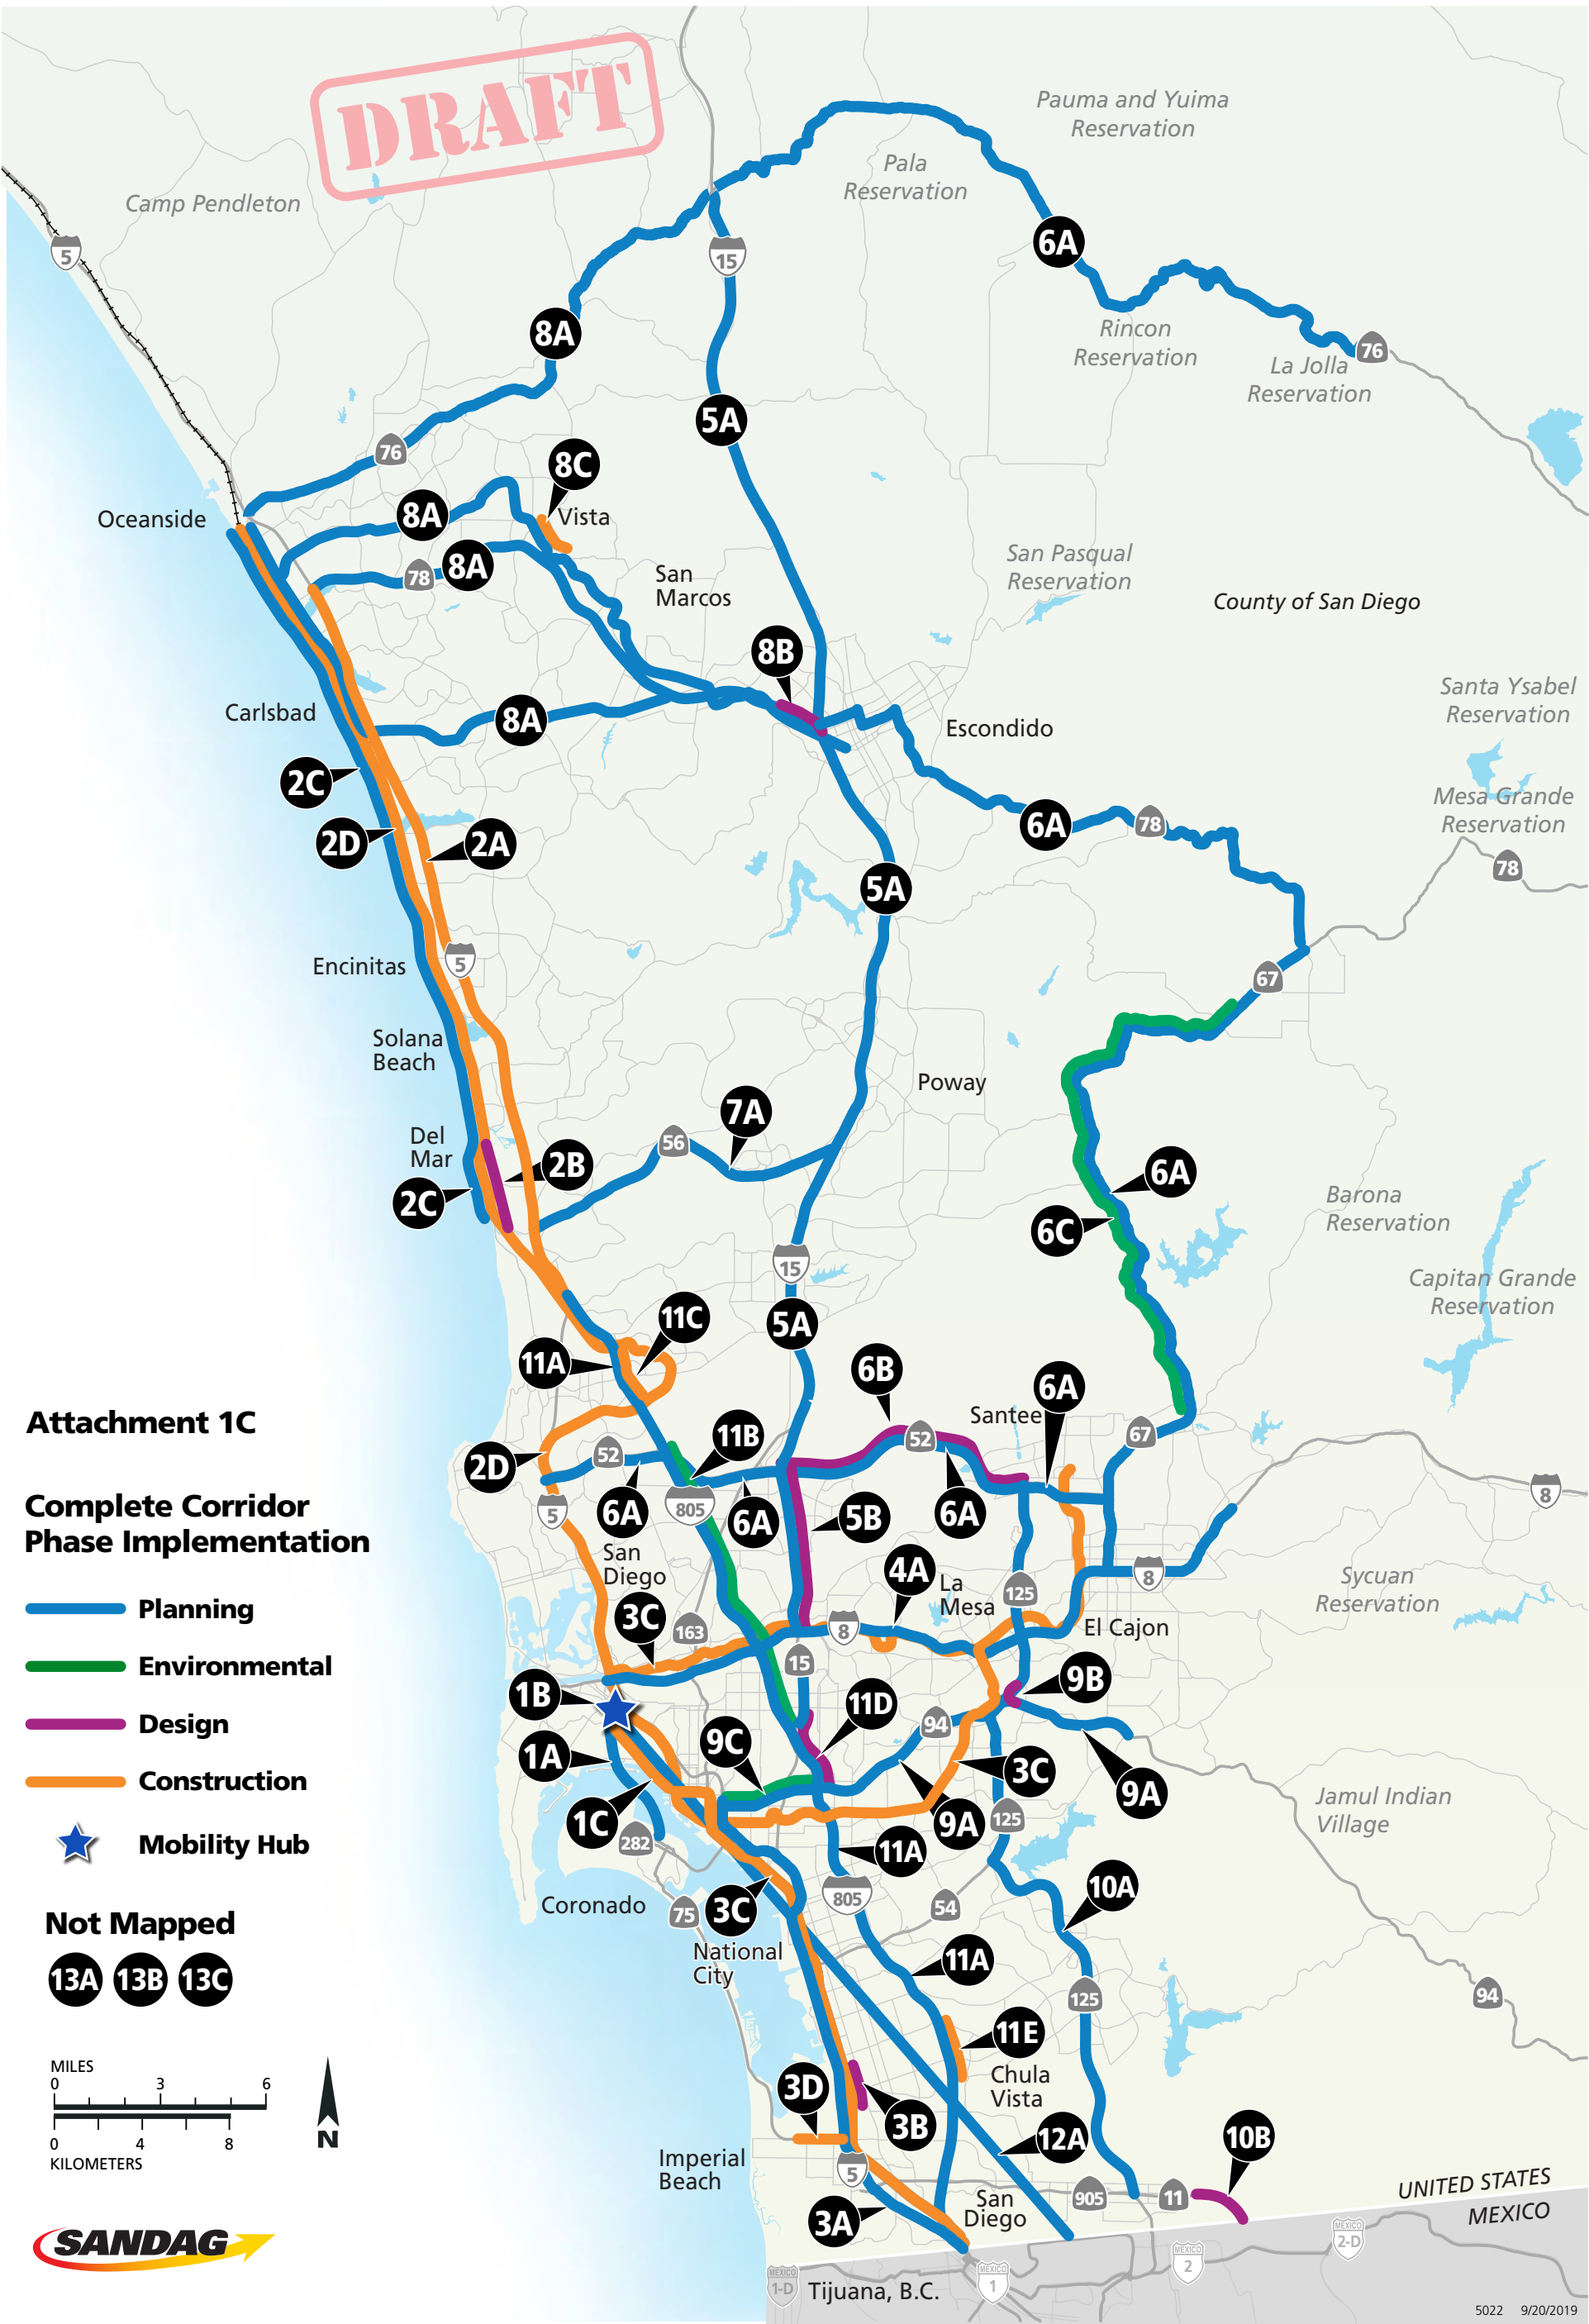 DRAFT
Pauma and Yuima
Reservation
Pala
Reservation
Camp Pendleton
5
15
6A
8A
Rincon
Reservation
76
La Jolla
Reservation
5A
76
8C
Oceanside
8A
Vista
78
8A
San
Marcos
San Pasqual
Reservation
County of San Diego
8B
Santa Ysabel
Reservation
Carlsbad
8A
Escondido
2C
Mesa Grande
Reservation
6A
78
2D
2A
78
5A
Encinitas
5
67
Solana
Beach
Poway
7A
Del
Mar
56
2B
6A
2C
6C
Barona
Reservation
15
Capitan Grande
Reservation
11C
5A
11A
6B
6A
Attachment 1C
Santee
11B
52
67
2D
52
8
Complete Corridor
Phase Implementation
5
6A
805
6A
5B
6A
San
Diego
4A
La
Mesa
8
125
Sycuan
Reservation
Planning
3C
163
8
El Cajon
Environmental
15
9B
1B
11D
Design
94
9C
1A
3C
Construction
9A
Jamul Indian
Village
1C
9A
125
Mobility Hub
282
11A
10A
Coronado
75
3C
805
54
Not Mapped
National
City
11A
13A 13B 13C
125
94
11E
MILES
0 3 6
Chula
Vista
3D
3B
N
0 4 8
KILOMETERS
12A
10B
Imperial
Beach
5
905
11
UNITED STATES
MEXICO
San
Diego
3A
SANDAG
MEXICO
2-D
MEXICO
2
MEXICO
1-D
Tijuana, B.C.
1
5022 9/20/2019